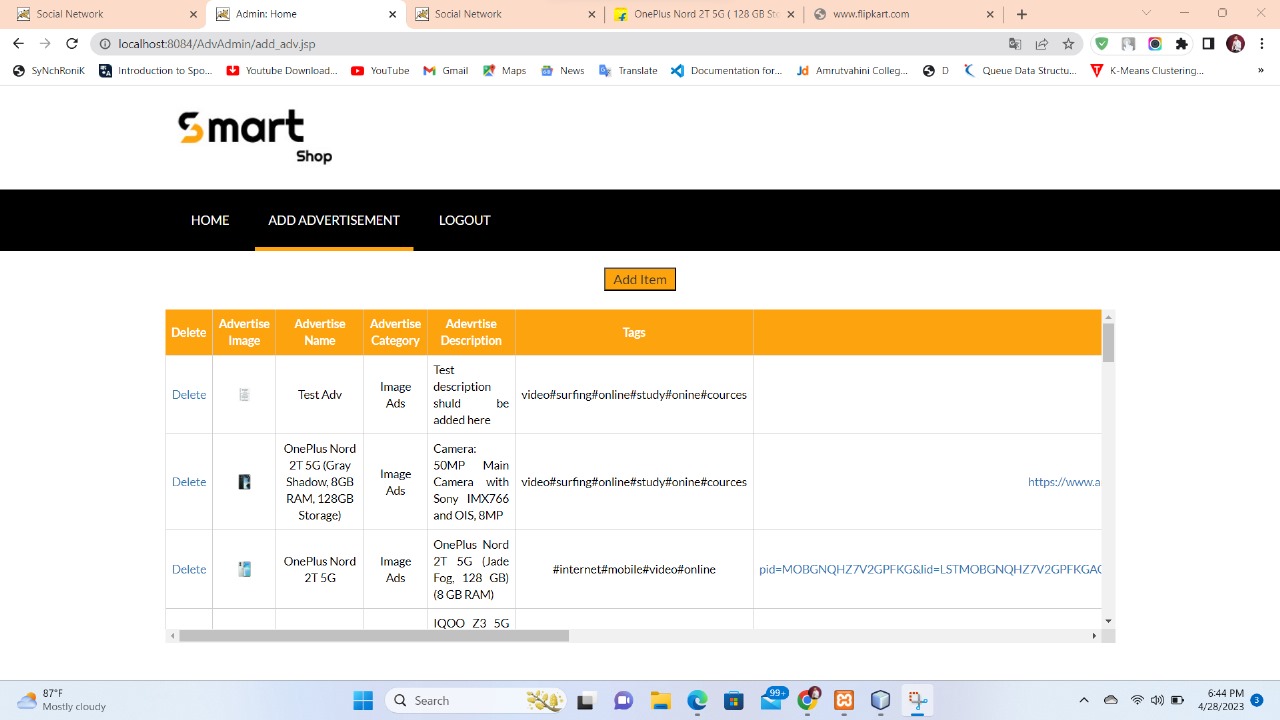 Social Network
Admin: Home
Social Network
OnePlus Nord 2T 5G ( 128 GB Sto
www.flipkart.com
localhost:8084/AdvAdmin/add_adv.jsp
SyNchRoniK
Introduction to Spo...
Youtube Download...
YouTube
Gmail
Maps
News
Translate
Documentation for...
Amrutvahini Colleg...
D
Queue Data Structu...
K-Means Clustering...
»
Smart
Shop
HOME
ADD ADVERTISEMENT
LOGOUT
Add Item
Delete
Advertise
Image
Advertise
Name
Advertise
Category
Adevrtise
Description
Tags
Delete
Test Adv
Image
Ads
Test
description
shuld be
added here
video#surfing#online#study#onine#cources
Delete
OnePlus Nord
2T 5G (Gray
Shadow, 8GB
RAM, 128GB
Storage)
Image
Ads
Camera:
50MP Main
Camera with
Sony IMX766
and OIS, 8MP
video#surfing#online#study#onine#cources
https://www.a
Delete
OnePlus Nord
2T 5G
Image
Ads
OnePlus Nord
2T 5G (Jade
Fog, 128 GB)
(8 GB RAM)
#internet#mobile#video#online
pid=MOBGNQHZ7V2GPFKG&lid=LSTMOBGNQHZ7V2GPFKGAC
IQOO Z3 5G
87°F
Mostly cloudy
Search
99+
6:44 PM
4/28/2023
3